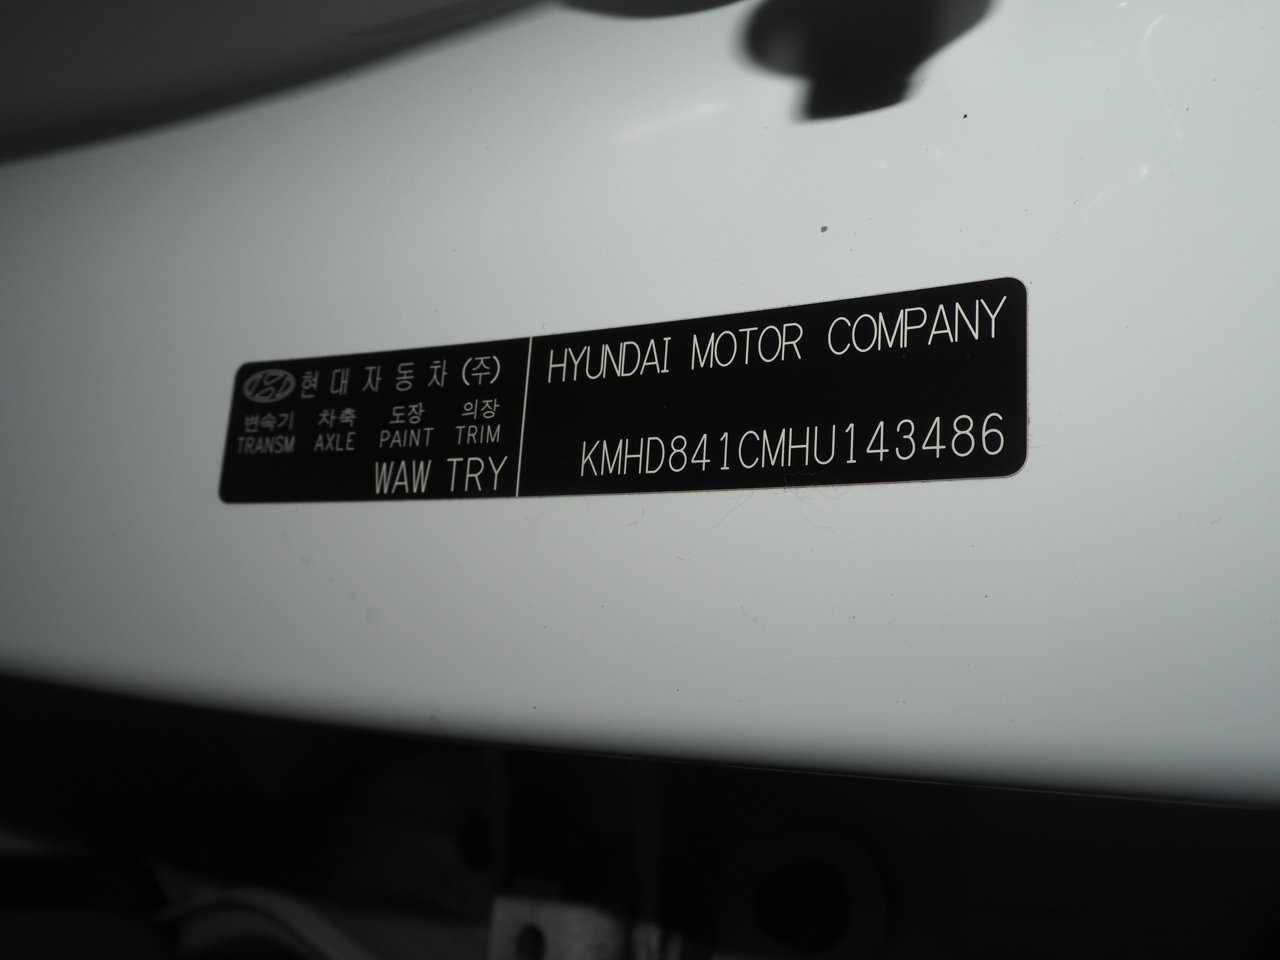 현대자동차(주)
변속기 차축 도장 의장
TRANSM AXLE PAINT TRIM
WAW TRY
HYUNDAI MOTOR COMPANY
KMHD841CMHU143486